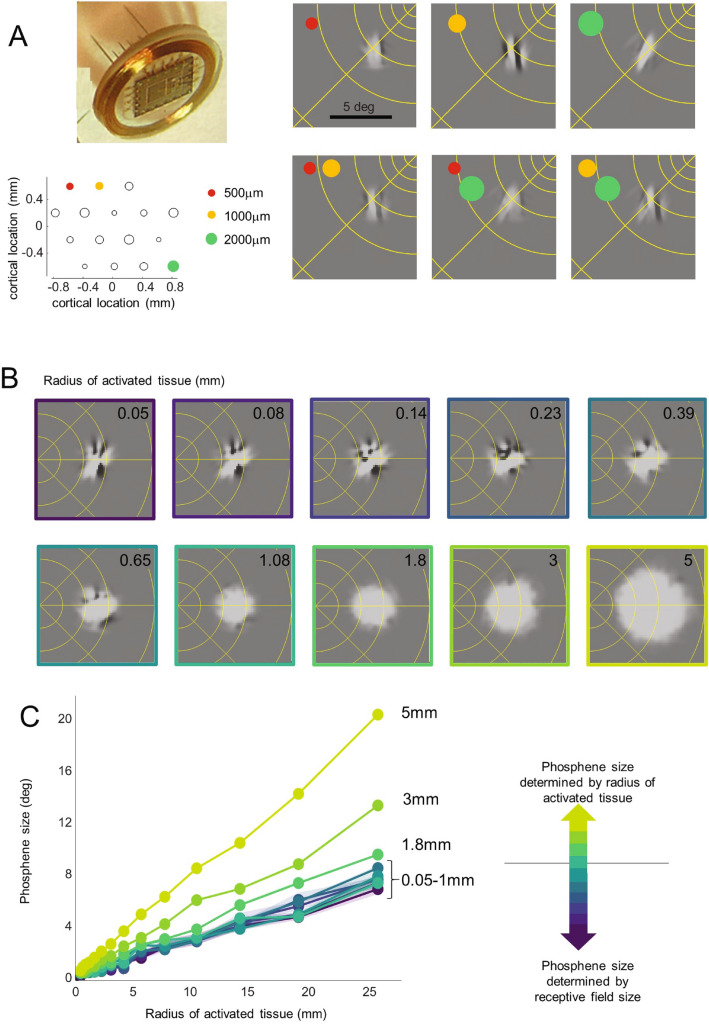 A
5 deg
cortical location (mm)
0.4
0
-0.4
-0.8
-0.4
0
0.4
0.8
cortical location (mm)
500μm
1000μm
2000μm
B
Radius of activated tissue (mm)
0.05
0.08
0.14
0.23
0.39
0.65
1.08
1.8
3
5
C
Phosphene size (deg)
20
16
12
8
4
0
0
5
10
15
20
25
Radius of activated tissue (mm)
5mm
3mm
1.8mm
0.05-1mm
Phosphene size
determined by radius of
activated tissue
Phosphene size
determined by
receptive field size